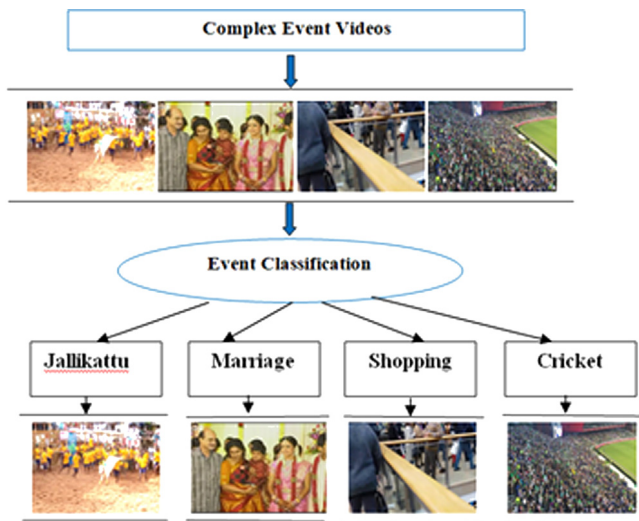 Complex Event Videos
Event Classification
Jallikattu
Marriage
Shopping
Cricket